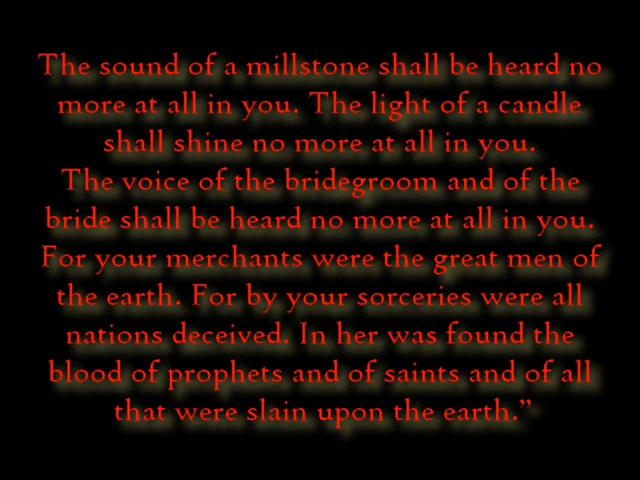 The sound of a millstone shall be heard no
more at all in you. The light of a candle
shall shine no more at all in you.
The voice of the bridegroom and of the
bride shall be heard no more at all in you.
For your merchants were the great men of
the earth. For by your sorceries were all
nations deceived. In her was found the
blood of prophets and of saints and of all
that were slain upon the earth.”